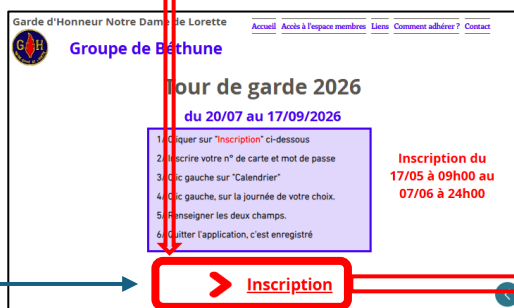 Garde d'Honneur Notre Dame de Lorette
Accueil Accès à l'espace membres Liens Comment adhérer ? Contact
Groupe de Béthune
Tour de garde 2026
du 20/07 au 17/09/2026
1/ Cliquer sur "Inscription" ci-dessous
2/ Inscrire votre n° de carte et mot de passe
3/ Clic gauche sur "Calendrier"
4/ Clic gauche, sur la journée de votre choix.
5/ Renseigner les deux champs.
6/ Quitter l'application, c'est enregistré
Inscription du
17/05 à 09h00 au
07/06 à 24h00
Inscription